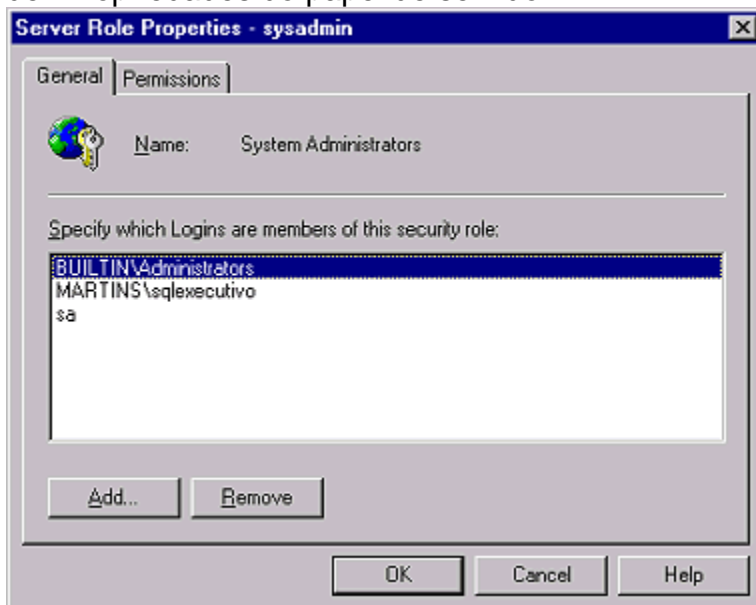 Server Role Properties - sysadmin
General Permissions
Name: System Administrators
Specify which Logins are members of this security role:
BUILTIN\Administrators
MARTINS\sqlexecutivo
sa
Add... Remove
OK Cancel Help